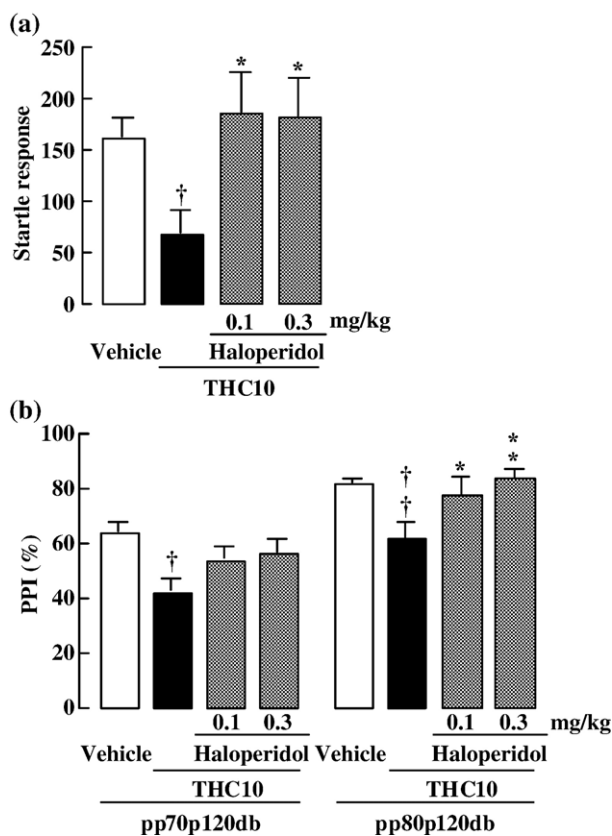 (a)
250
200
150
100
50
0
Startle response
†
*
*
0.1 0.3 mg/kg
Vehicle Haloperidol
THC10
(b)
100
80
60
40
20
0
PPI (%)
†
†
†
*
*
*
0.1 0.3 0.1 0.3 mg/kg
Vehicle Haloperidol Vehicle Haloperidol
THC10 THC10
pp70p120db pp80p120db